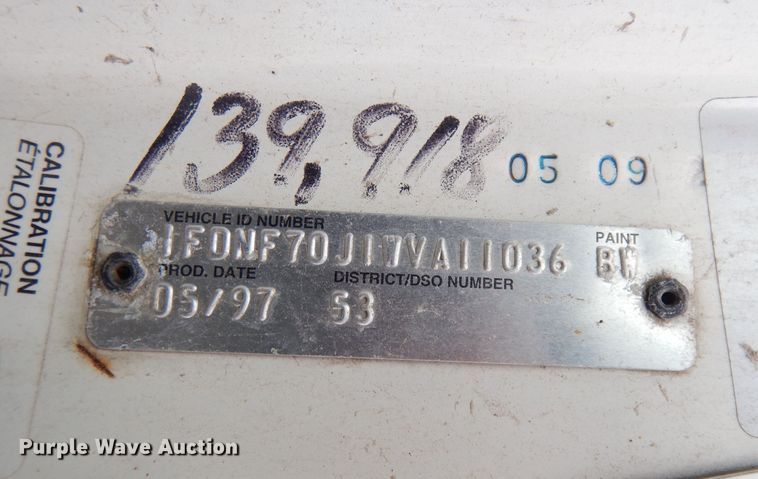 139,918 05 09
CALIBRATION
ÉTALONNAGE
VEHICLE ID NUMBER PAINT
1FDNF70J1WVA11036 BW
PROD. DATE DISTRICT/DSO NUMBER
05/97 53
Purple Wave Auction